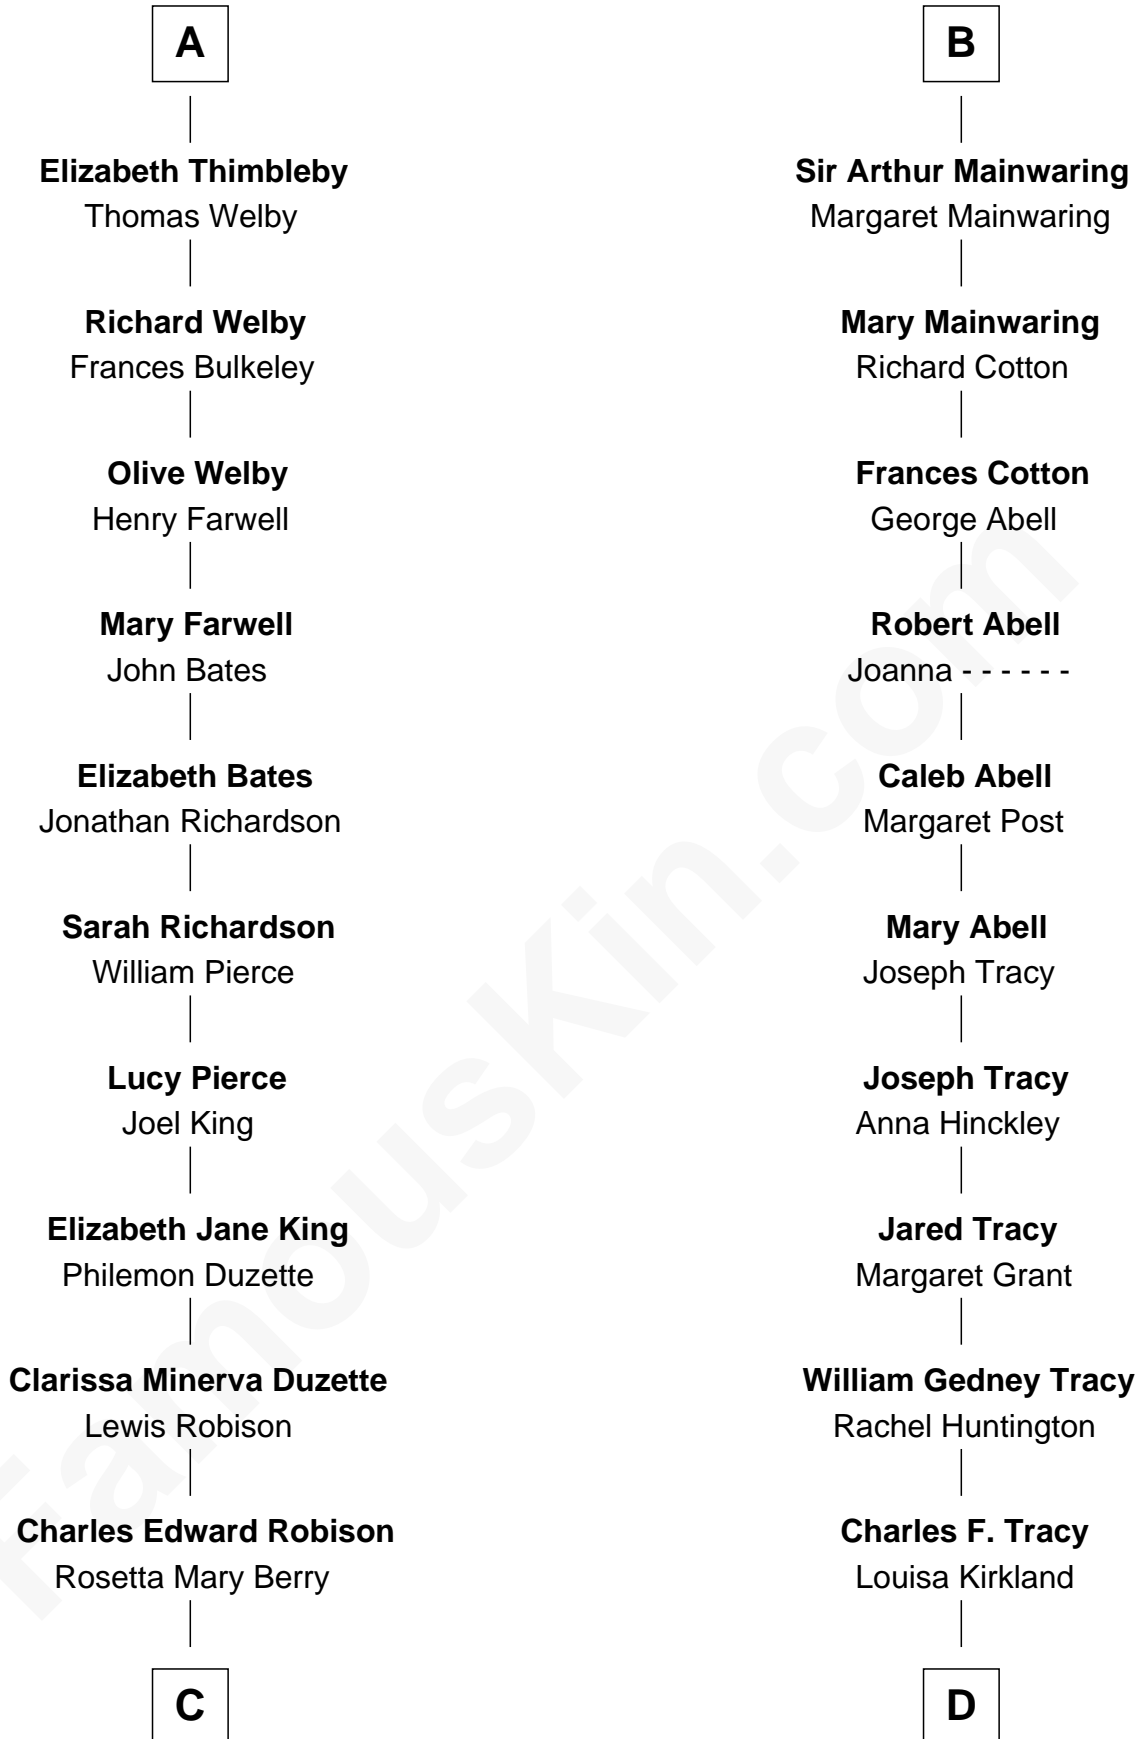 A
Elizabeth Thimbleby
Thomas Welby
Richard Welby
Frances Bulkeley
Olive Welby
Henry Farwell
Mary Farwell
John Bates
Elizabeth Bates
Jonathan Richardson
Sarah Richardson
William Pierce
Lucy Pierce
Joel King
Elizabeth Jane King
Philemon Duzette
Clarissa Minerva Duzette
Lewis Robison
Charles Edward Robison
Rosetta Mary Berry
C
B
Sir Arthur Mainwaring
Margaret Mainwaring
Mary Mainwaring
Richard Cotton
Frances Cotton
George Abell
Robert Abell
Joanna - - - - - -
Caleb Abell
Margaret Post
Mary Abell
Joseph Tracy
Joseph Tracy
Anna Hinckley
Jared Tracy
Margaret Grant
William Gedney Tracy
Rachel Huntington
Charles F. Tracy
Louisa Kirkland
D
FamousKin.com